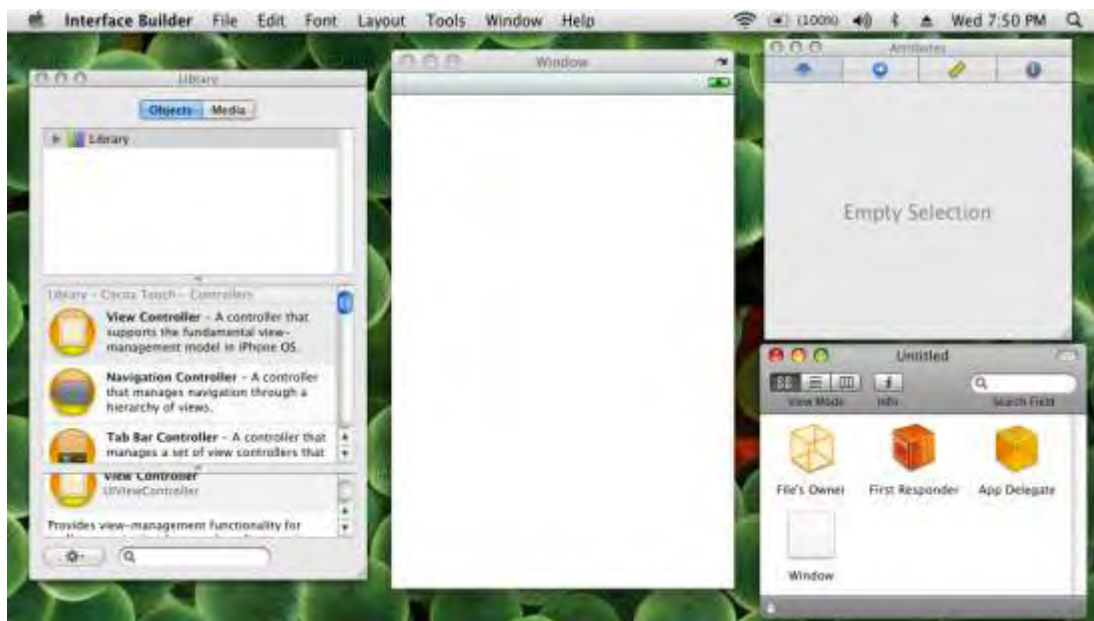 Interface Builder File Edit Font Layout Tools Window Help (100%) Wed 7:50 PM
Library
Objects Media
Library
Library - Cocoa Touch - Controllers
View Controller - A controller that
supports the fundamental view-
management model in iPhone OS.
Navigation Controller - A controller
that manages navigation through a
hierarchy of views.
Tab Bar Controller - A controller that
manages a set of view controllers that
View Controller
UIViewController
Provides view-management functionality for
Window
Attributes
Empty Selection
Untitled
View Mode Info Search Field
File's Owner First Responder App Delegate
Window